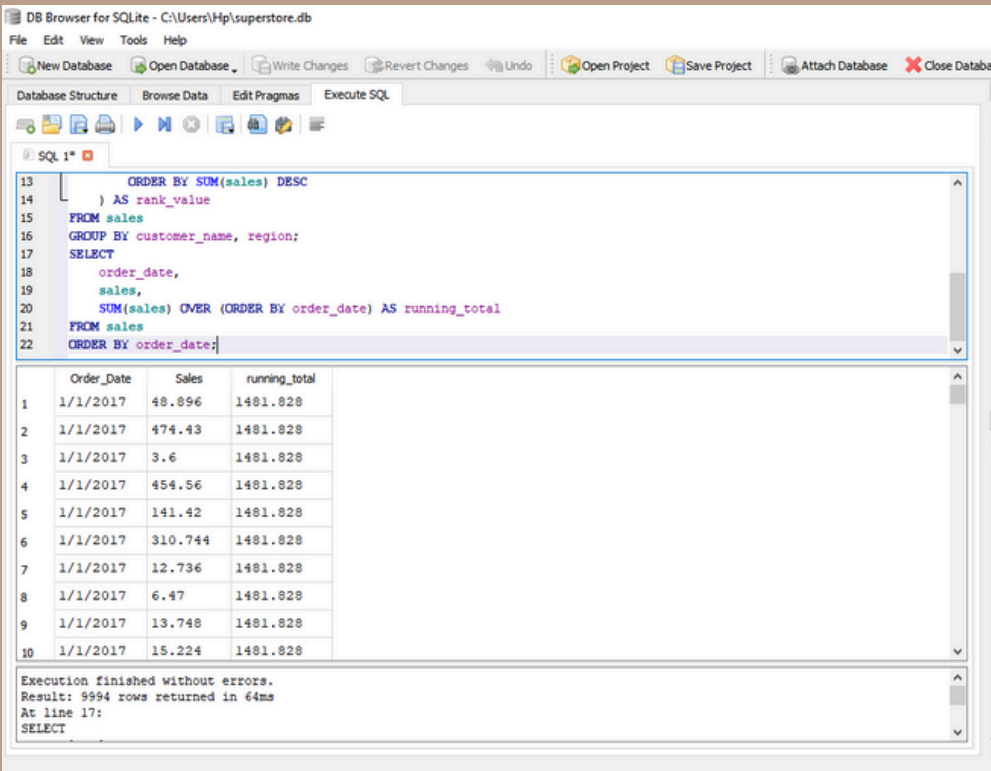 DB Browser for SQLite - C:\Users\Hp\superstore.db
File Edit View Tools Help
New Database Open Database Write Changes Revert Changes Undo Open Project Save Project Attach Database Close Databa
Database Structure Browse Data Edit Pragmas Execute SQL
SQL 1*
13 ORDER BY SUM(sales) DESC
14 ) AS rank_value
15 FROM sales
16 GROUP BY customer_name, region;
17 SELECT
18 order_date,
19 sales,
20 SUM(sales) OVER (ORDER BY order_date) AS running_total
21 FROM sales
22 ORDER BY order_date;
Order_Date Sales running_total
1 1/1/2017 48.896 1481.828
2 1/1/2017 474.43 1481.828
3 1/1/2017 3.6 1481.828
4 1/1/2017 454.56 1481.828
5 1/1/2017 141.42 1481.828
6 1/1/2017 310.744 1481.828
7 1/1/2017 12.736 1481.828
8 1/1/2017 6.47 1481.828
9 1/1/2017 13.748 1481.828
10 1/1/2017 15.224 1481.828
Execution finished without errors.
Result: 9994 rows returned in 64ms
At line 17:
SELECT